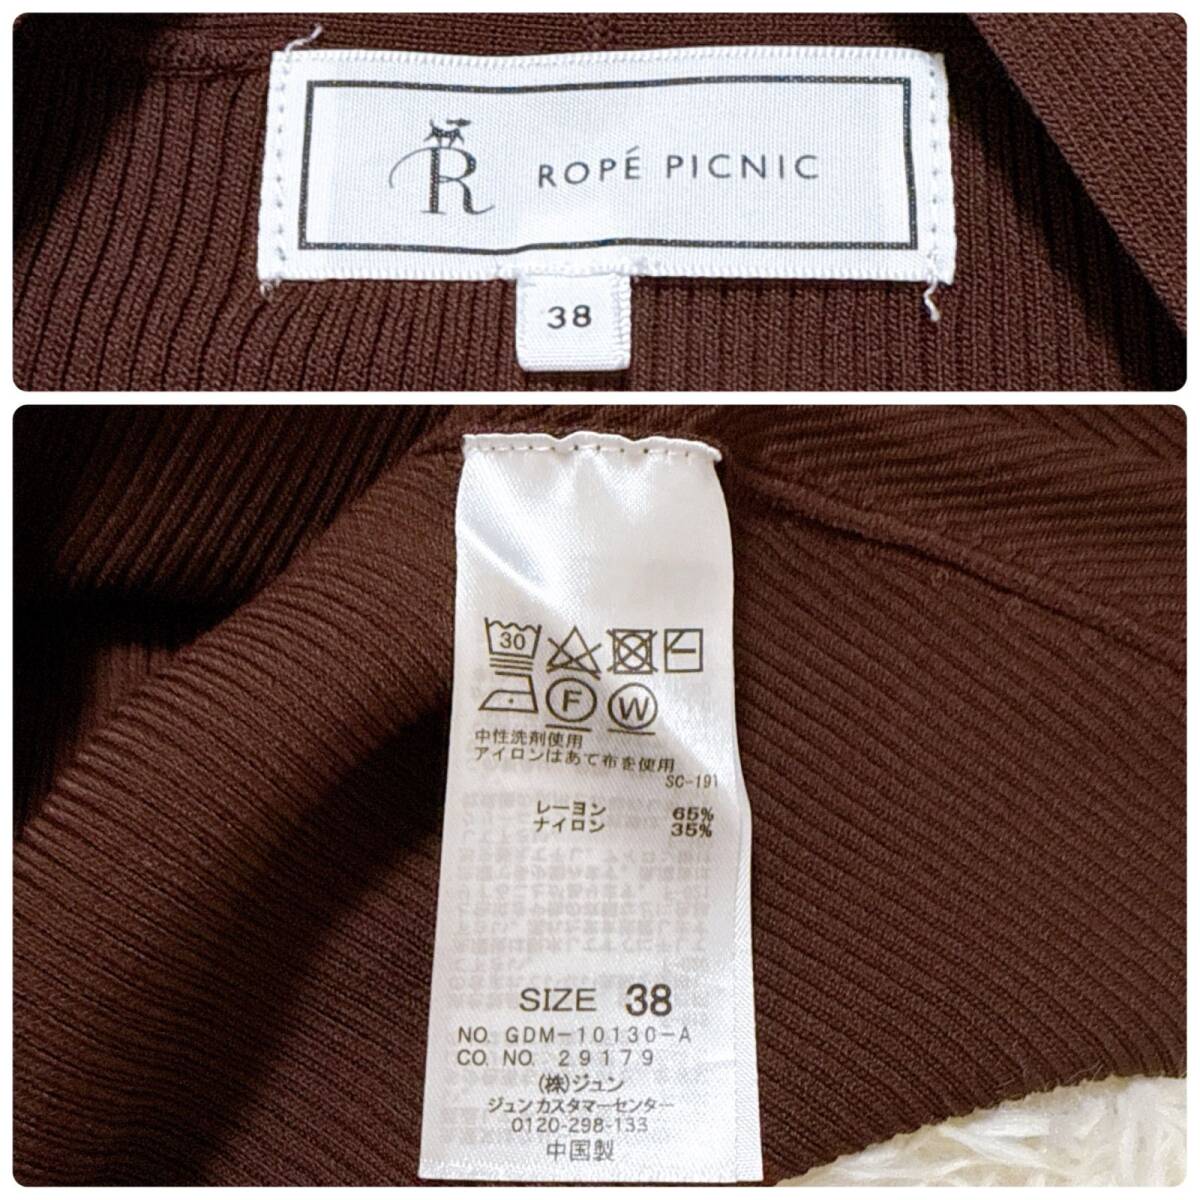 R ROPÉ PICNIC
38
30
F W
中性洗剤使用
アイロンはあて布を使用
SC-191
レーヨン 65%
ナイロン 35%
SIZE 38
NO. GDM-10130-A
CO. NO. 29179
(株)ジュン
ジュンカスタマーセンター
0120-298-133
中国製